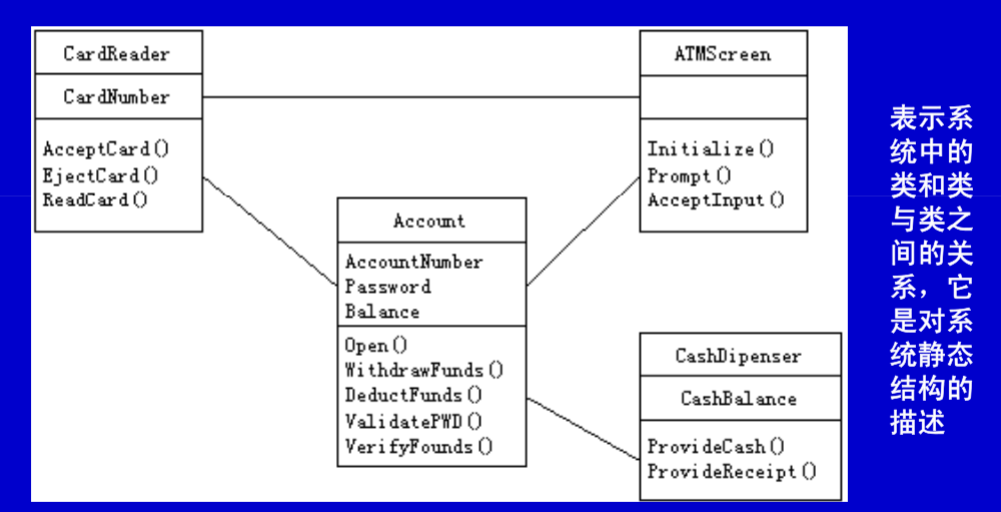 CardReader
CardNumber
AcceptCard()
EjectCard()
ReadCard()
ATMScreen
Initialize()
Prompt()
AcceptInput()
Account
AccountNumber
Password
Balance
Open()
WithdrawFunds()
DeductFunds()
ValidatePWD()
VerifyFounds()
CashDipenser
CashBalance
ProvideCash()
ProvideReceipt()
表示系
统中的
类和类
与类之
间的关
系，它
是对系
统静态
结构的
描述